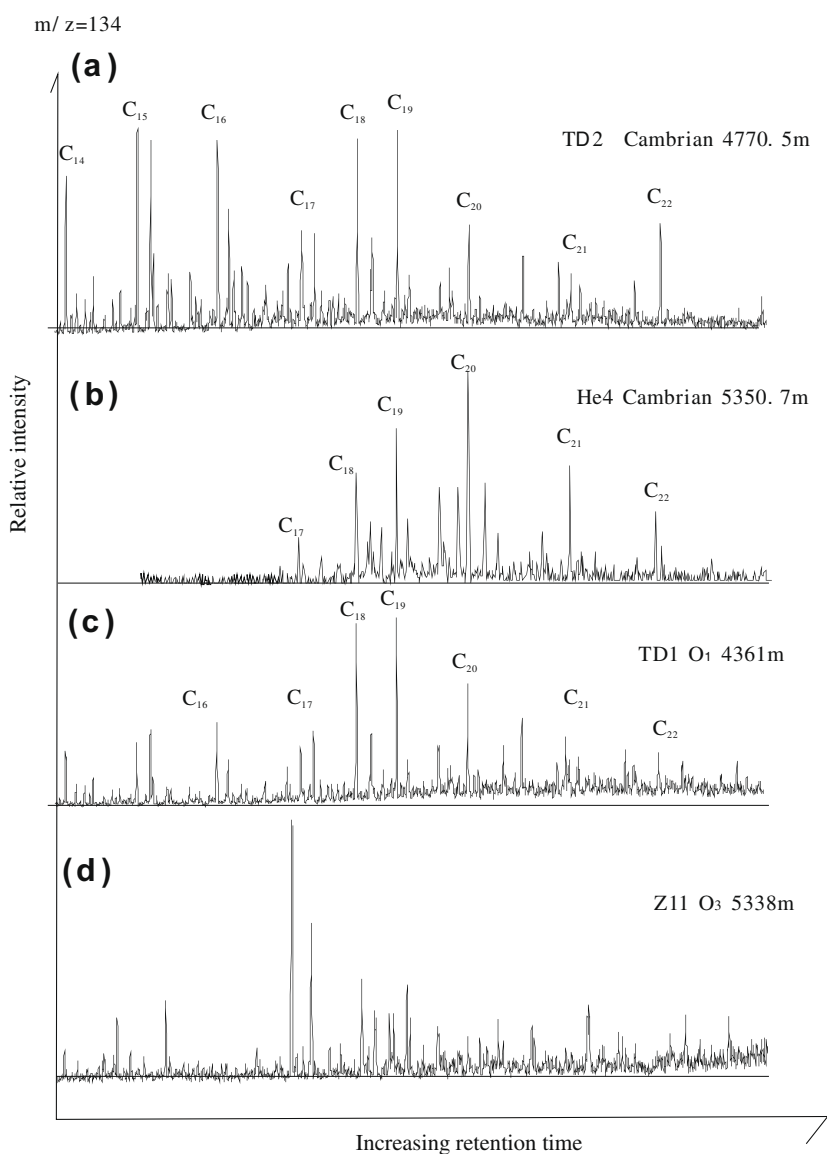 m/z=134
(a)
C₁₄ C₁₅ C₁₆ C₁₇ C₁₈ C₁₉ C₂₀ C₂₁ C₂₂
TD2 Cambrian 4770.5m
(b)
C₁₇ C₁₈ C₁₉ C₂₀ C₂₁ C₂₂
He4 Cambrian 5350.7m
(c)
C₁₆ C₁₇ C₁₈ C₁₉ C₂₀ C₂₁ C₂₂
TD1 O₁ 4361m
(d)
Z11 O₃ 5338m
Relative intensity
Increasing retention time